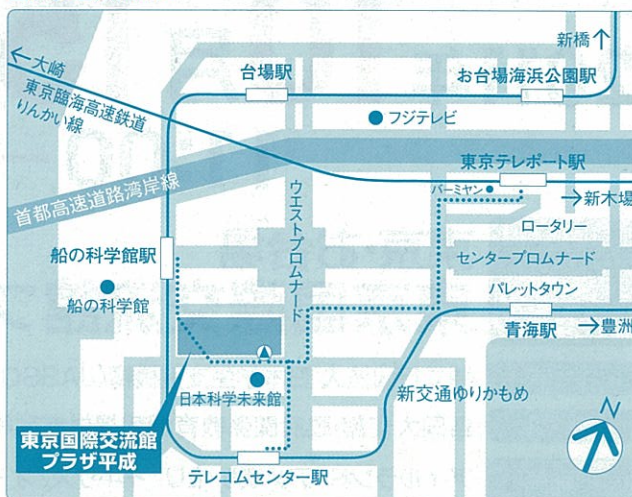 新橋↑
←大崎
東京臨海高速鉄道
りんかい線
台場駅
お台場海浜公園駅
フジテレビ
東京テレポート駅
バーミヤン
→新木場
首都高速道路湾岸線
ウエストプロムナード
ロータリー
センタープロムナード
船の科学館駅
船の科学館
パレットタウン
青海駅
→豊洲
日本科学未来館
新交通ゆりかもめ
東京国際交流館
プラザ平成
テレコムセンター駅
N